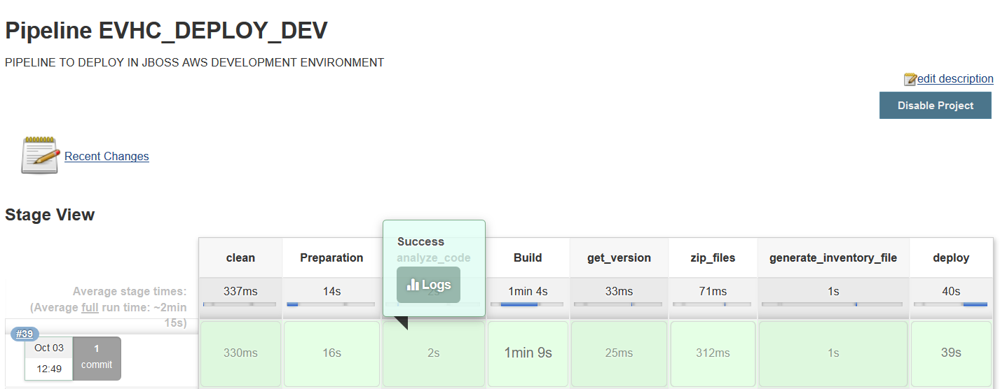 Pipeline EVHC_DEPLOY_DEV
PIPELINE TO DEPLOY IN JBOSS AWS DEVELOPMENT ENVIRONMENT
edit description
Disable Project
Recent Changes
Stage View
Success
clean Preparation analyze_code Build get_version zip_files generate_inventory_file deploy
Logs
Average stage times: 337ms 14s 2s 1min 4s 33ms 71ms 1s 40s
(Average full run time: ~2min
15s)
#39
Oct 03 1
12:49 commit
330ms 16s 2s 1min 9s 25ms 312ms 1s 39s